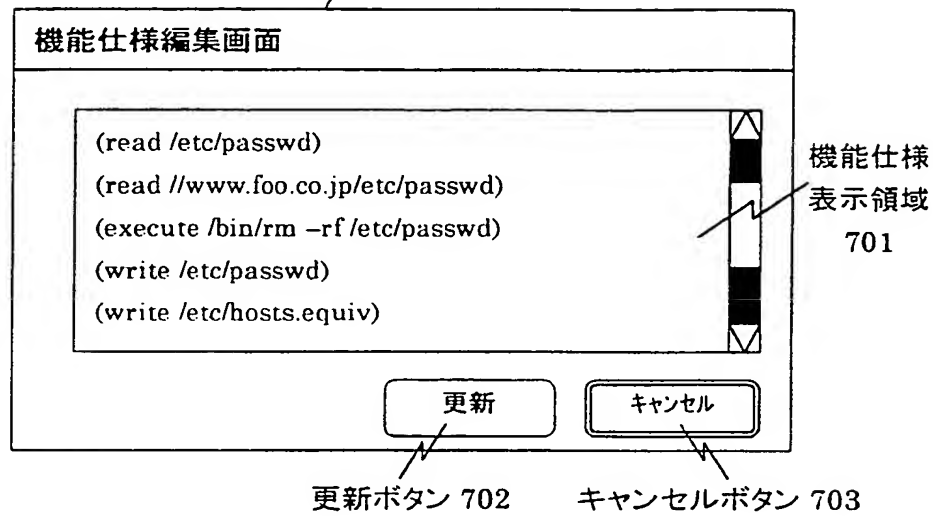 機能仕様編集画面
(read /etc/passwd)
(read //www.foo.co.jp/etc/passwd)
(execute /bin/rm –rf /etc/passwd)
(write /etc/passwd)
(write /etc/hosts.equiv)
機能仕様
表示領域
701
更新
キャンセル
更新ボタン 702
キャンセルボタン 703